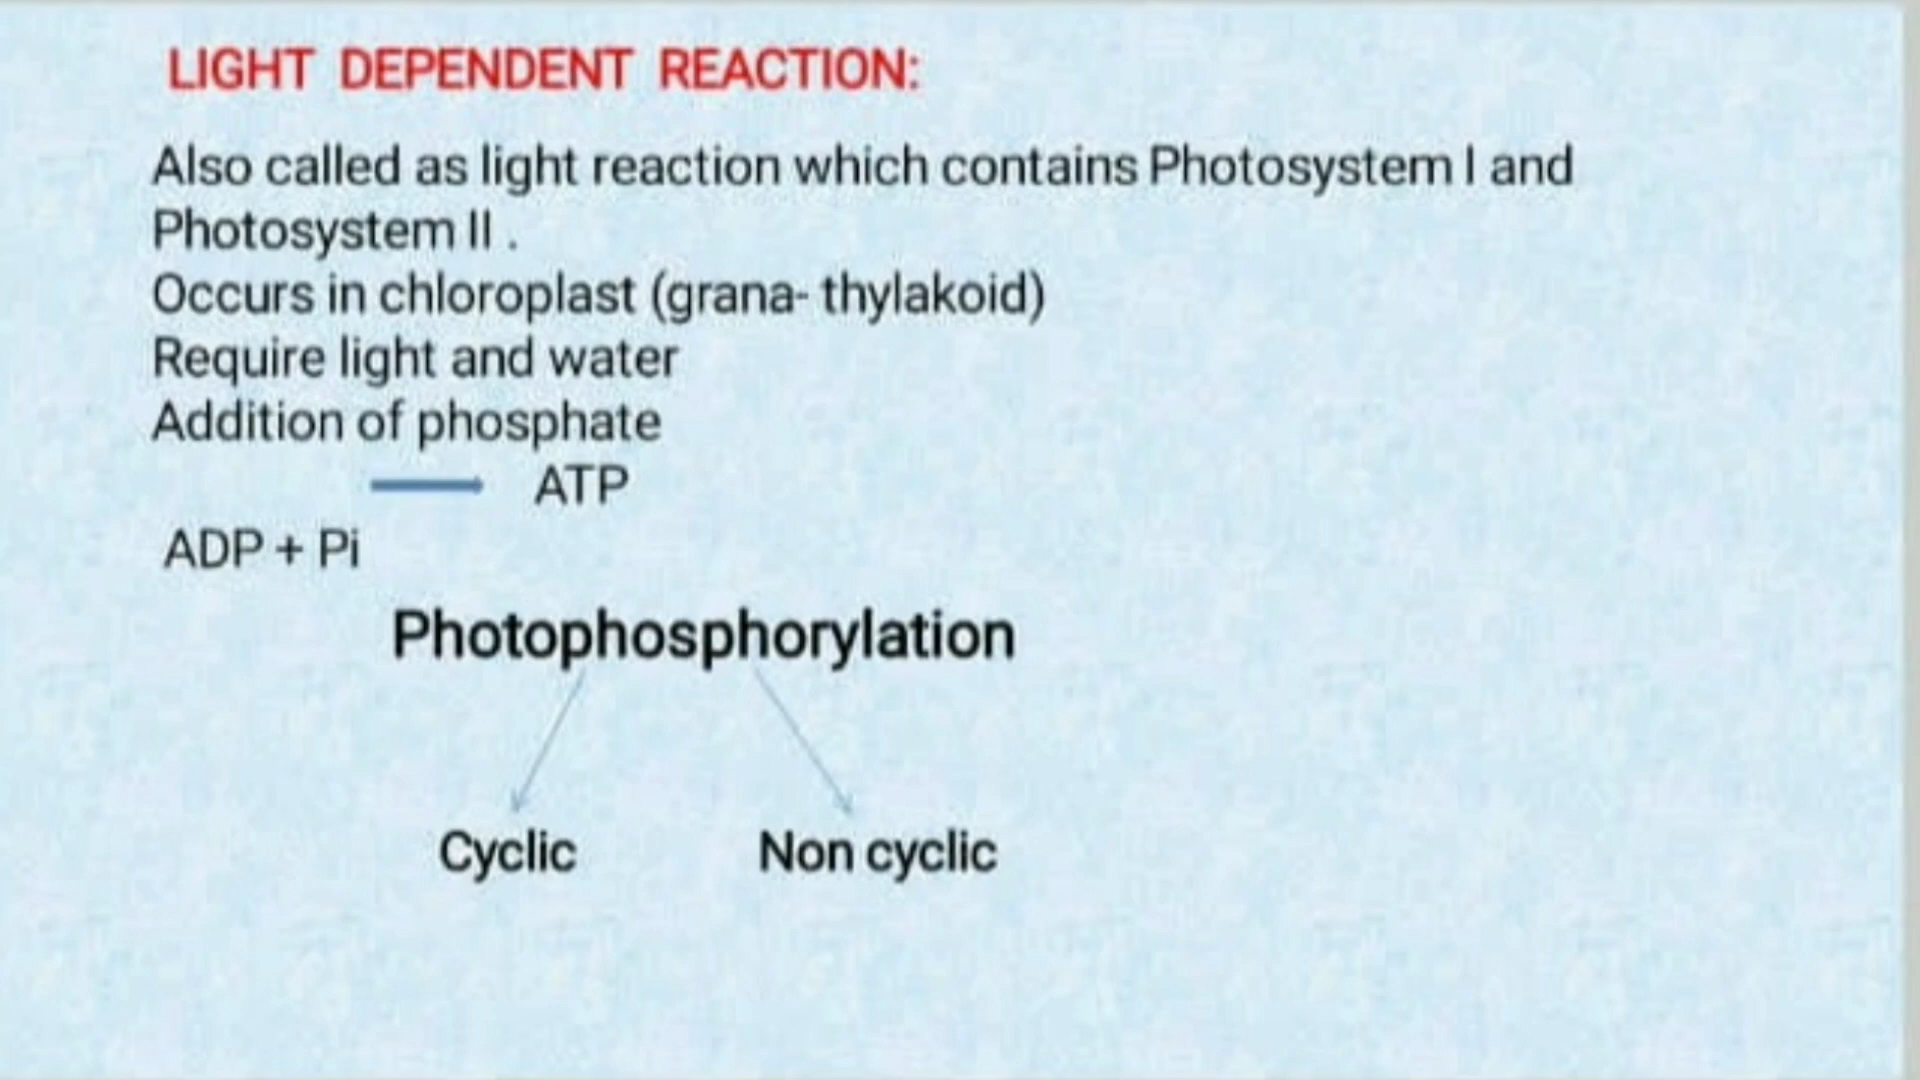 LIGHT DEPENDENT REACTION:
Also called as light reaction which contains Photosystem I and
Photosystem II .
Occurs in chloroplast (grana- thylakoid)
Require light and water
Addition of phosphate
ATP
ADP + Pi
Photophosphorylation
Cyclic
Non cyclic